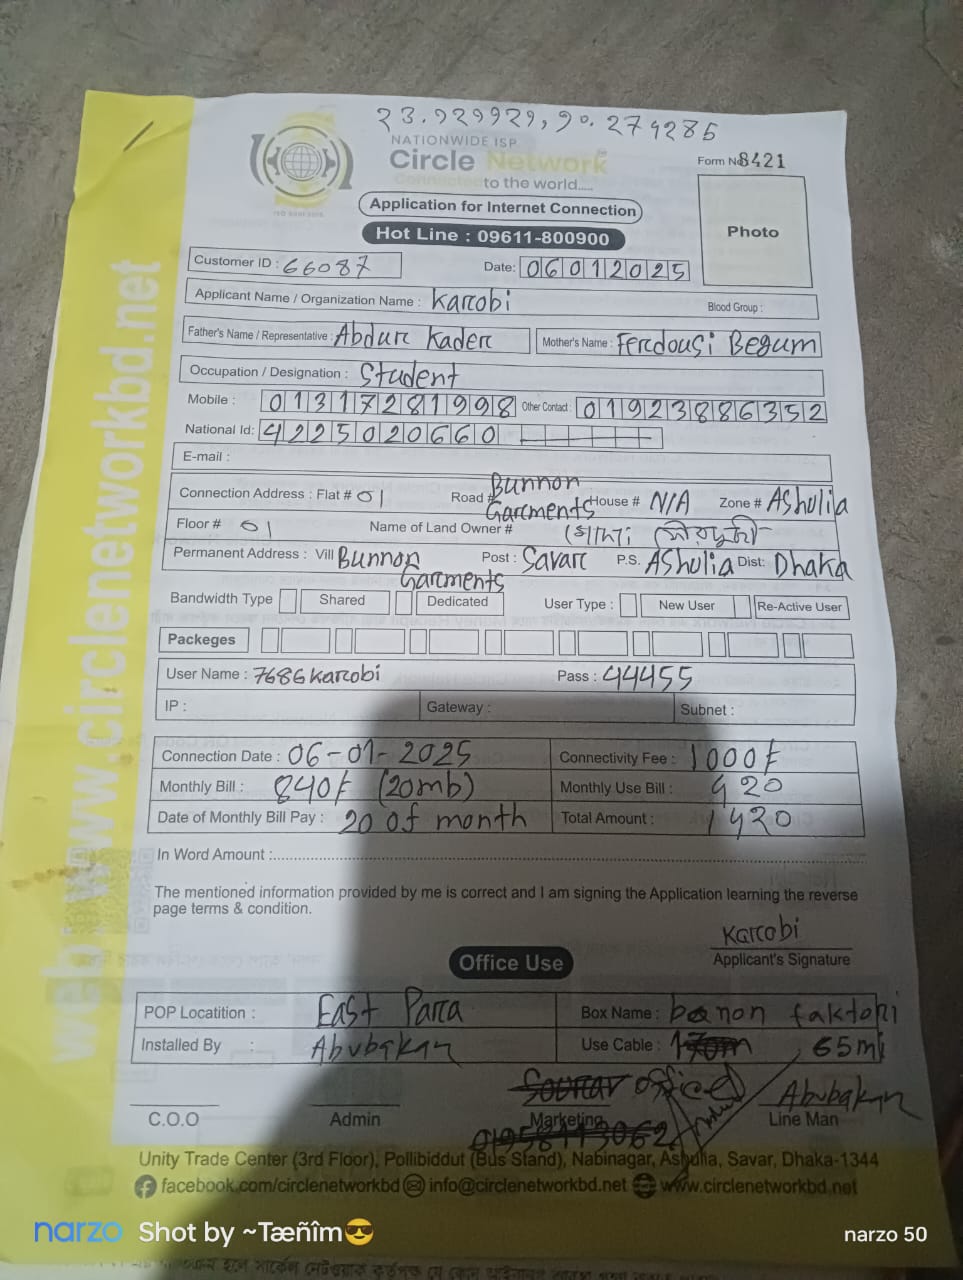 NATIONWIDE ISP
Circle Network
Connected to the world.....
ISO 9001:2015
Form No 8421
Application for Internet Connection
Hot Line : 09611-800900
Photo
Customer ID : 66087
Date: 06012025
Applicant Name / Organization Name : Karobi
Blood Group :
Father's Name / Representative : Abdur Kader
Mother's Name : Ferdousi Begum
Occupation / Designation : Student
Mobile : 01317281998 Other Contact : 01923886352
National Id: 4225020660
E-mail :
Connection Address : Flat # 01 Road # Bunnon Garments House # N/A Zone # Ashulia
Floor # 01 Name of Land Owner #
Permanent Address : Vill Bunnon Garments Post : Savar P.S. Ashulia Dist: Dhaka
Bandwidth Type Shared Dedicated User Type : New User Re-Active User
Packeges
User Name : 7686karobi Pass : 44455
IP : Gateway : Subnet :
Connection Date : 06-01-2025 Connectivity Fee : 1000৳
Monthly Bill : 840৳ (20mb) Monthly Use Bill : 420
Date of Monthly Bill Pay : 20 of month Total Amount : 1420
In Word Amount :
The mentioned information provided by me is correct and I am signing the Application learning the reverse
page terms & condition.
Karobi
Applicant's Signature
Office Use
POP Locatition : East Para Box Name : banon faktohi
Installed By : Abubakar Use Cable : 65m
office Abubakar
C.O.O Admin Marketing Line Man
Unity Trade Center (3rd Floor), Pollibiddut (Bus Stand), Nabinagar, Ashulia, Savar, Dhaka-1344
facebook.com/circlenetworkbd info@circlenetworkbd.net www.circlenetworkbd.net
web: www.circlenetworkbd.net
narzo Shot by ~Tæñîm😎 narzo 50